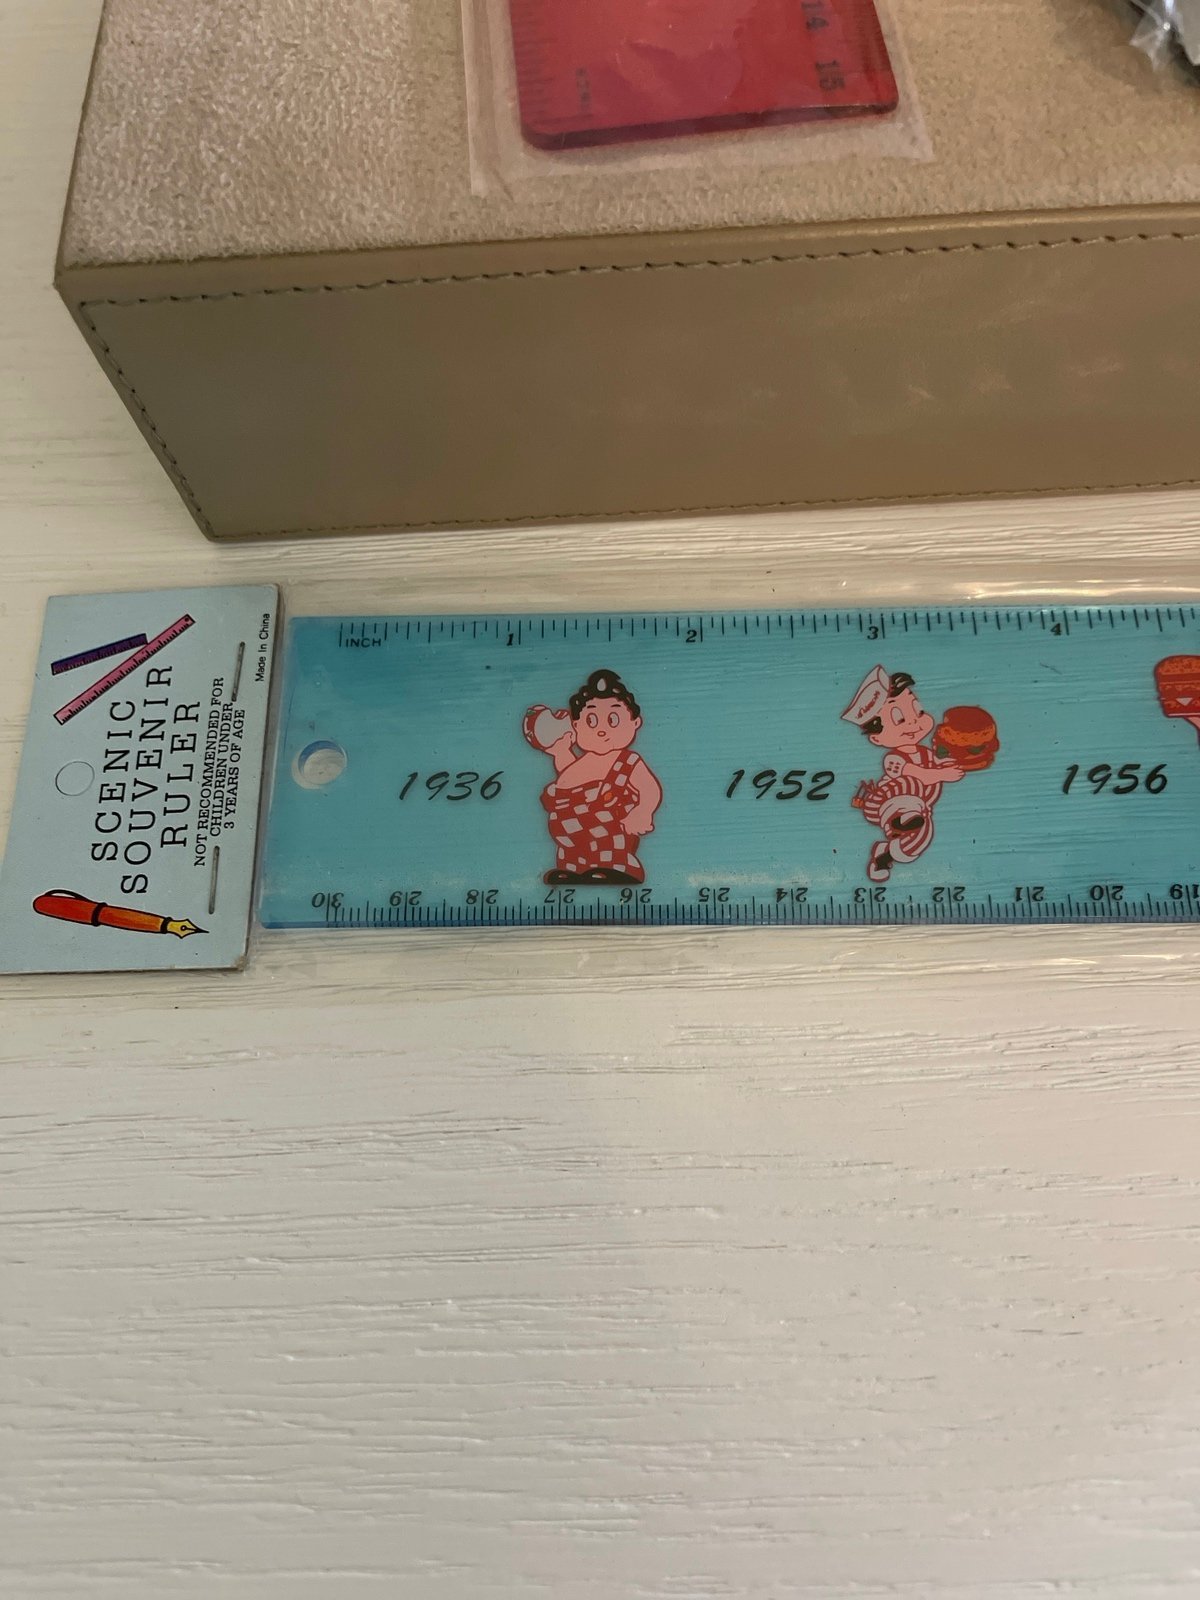 14 15
Made In China
SCENIC
SOUVENIR
RULER
NOT RECOMMENDED FOR
CHILDREN UNDER
3 YEARS OF AGE
INCH 1 2 3 4
1936 1952 1956
30 29 28 27 26 25 24 23 22 21 20 19